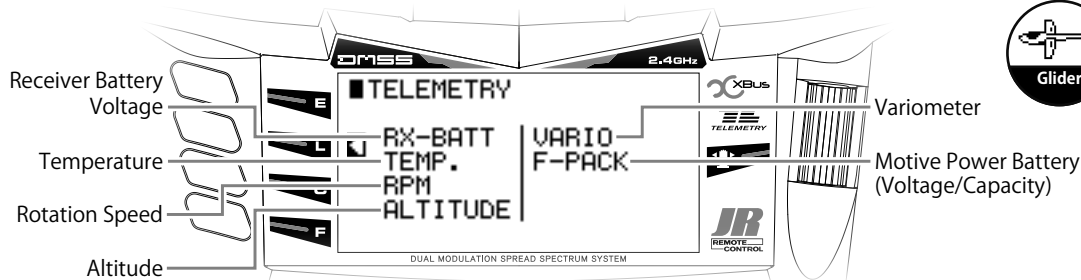 DMSS
2.4GHz
Glider
Receiver Battery
Voltage
Temperature
Rotation Speed
Altitude
E
L
F
■TELEMETRY
RX-BATT
TEMP.
RPM
ALTITUDE
VARIO
F-PACK
XBus
TELEMETRY
JR
REMOTE
CONTROL
DUAL MODULATION SPREAD SPECTRUM SYSTEM
Variometer
Motive Power Battery
(Voltage/Capacity)